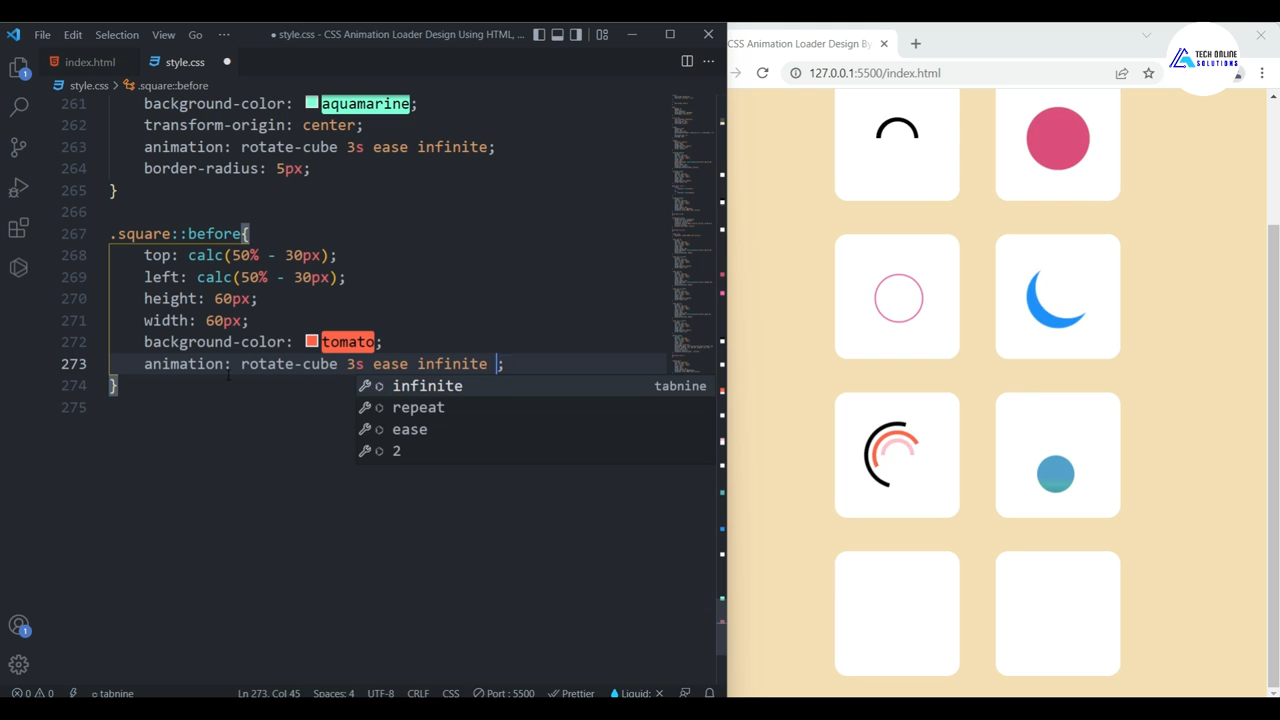 File Edit Selection View Go ··· ● style.css - CSS Animation Loader Design Using HTML, ...
index.html style.css ● ···
style.css > .square::before
261 background-color: aquamarine;
262 transform-origin: center;
263 animation: rotate-cube 3s ease infinite;
264 border-radius: 5px;
265 }
266
267 .square::before{
268 top: calc(50% - 30px);
269 left: calc(50% - 30px);
270 height: 60px;
271 width: 60px;
272 background-color: tomato;
273 animation: rotate-cube 3s ease infinite ;
274 }
275
infinite tabnine
repeat
ease
2
1
1
0 0 tabnine Ln 273, Col 45 Spaces: 4 UTF-8 CRLF CSS Port : 5500 Prettier Liquid:
CSS Animation Loader Design By
127.0.0.1:5500/index.html
TECH ONLINE
SOLUTIONS